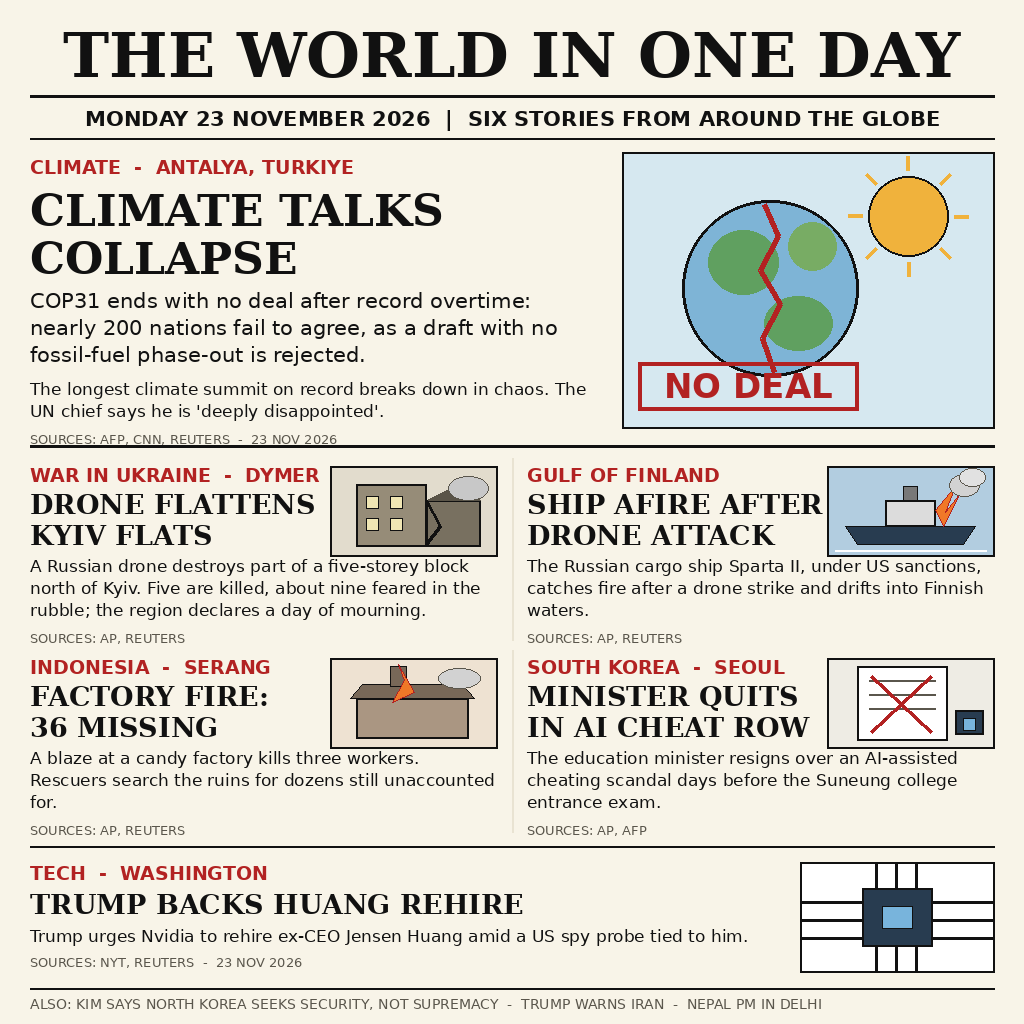 THE WORLD IN ONE DAY
MONDAY 23 NOVEMBER 2026 | SIX STORIES FROM AROUND THE GLOBE
CLIMATE - ANTALYA, TURKIYE
CLIMATE TALKS
COLLAPSE
COP31 ends with no deal after record overtime:
nearly 200 nations fail to agree, as a draft with no
fossil-fuel phase-out is rejected.
The longest climate summit on record breaks down in chaos. The
UN chief says he is 'deeply disappointed'.
SOURCES: AFP, CNN, REUTERS - 23 NOV 2026
NO DEAL
WAR IN UKRAINE - DYMER
DRONE FLATTENS
KYIV FLATS
A Russian drone destroys part of a five-storey block
north of Kyiv. Five are killed, about nine feared in the
rubble; the region declares a day of mourning.
SOURCES: AP, REUTERS
GULF OF FINLAND
SHIP AFIRE AFTER
DRONE ATTACK
The Russian cargo ship Sparta II, under US sanctions,
catches fire after a drone strike and drifts into Finnish
waters.
SOURCES: AP, REUTERS
INDONESIA - SERANG
FACTORY FIRE:
36 MISSING
A blaze at a candy factory kills three workers.
Rescuers search the ruins for dozens still unaccounted
for.
SOURCES: AP, REUTERS
SOUTH KOREA - SEOUL
MINISTER QUITS
IN AI CHEAT ROW
The education minister resigns over an AI-assisted
cheating scandal days before the Suneung college
entrance exam.
SOURCES: AP, AFP
TECH - WASHINGTON
TRUMP BACKS HUANG REHIRE
Trump urges Nvidia to rehire ex-CEO Jensen Huang amid a US spy probe tied to him.
SOURCES: NYT, REUTERS - 23 NOV 2026
ALSO: KIM SAYS NORTH KOREA SEEKS SECURITY, NOT SUPREMACY - TRUMP WARNS IRAN - NEPAL PM IN DELHI